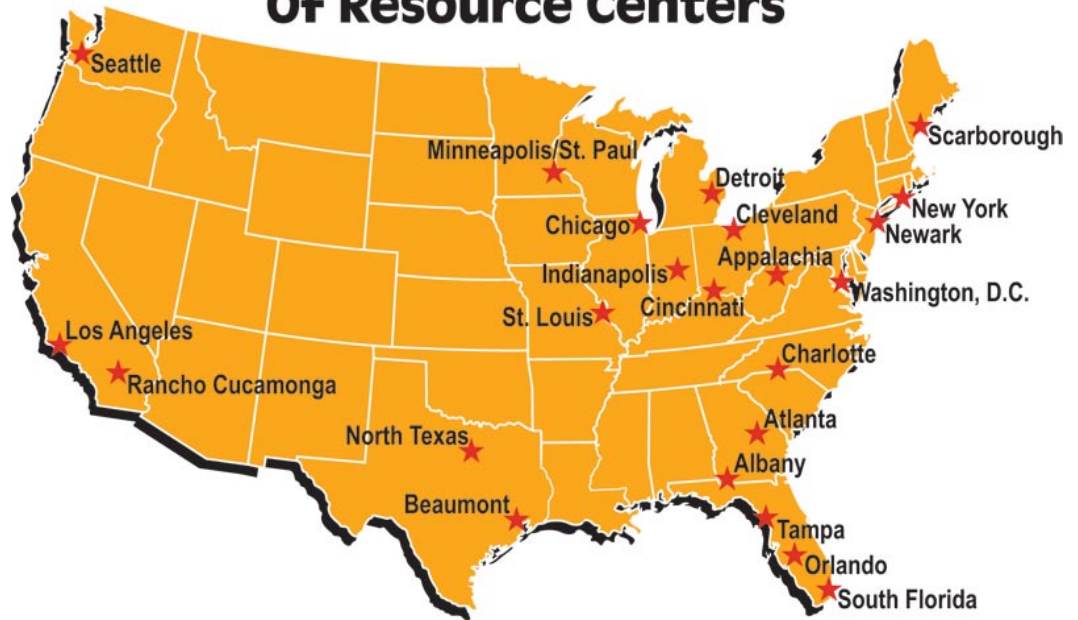 Of Resource Centers
Seattle
Scarborough
Minneapolis/St. Paul
Detroit
New York
Cleveland
Chicago
Newark
Appalachia
Indianapolis
Washington, D.C.
Cincinnati
St. Louis
Los Angeles
Charlotte
Rancho Cucamonga
Atlanta
North Texas
Albany
Beaumont
Tampa
Orlando
South Florida